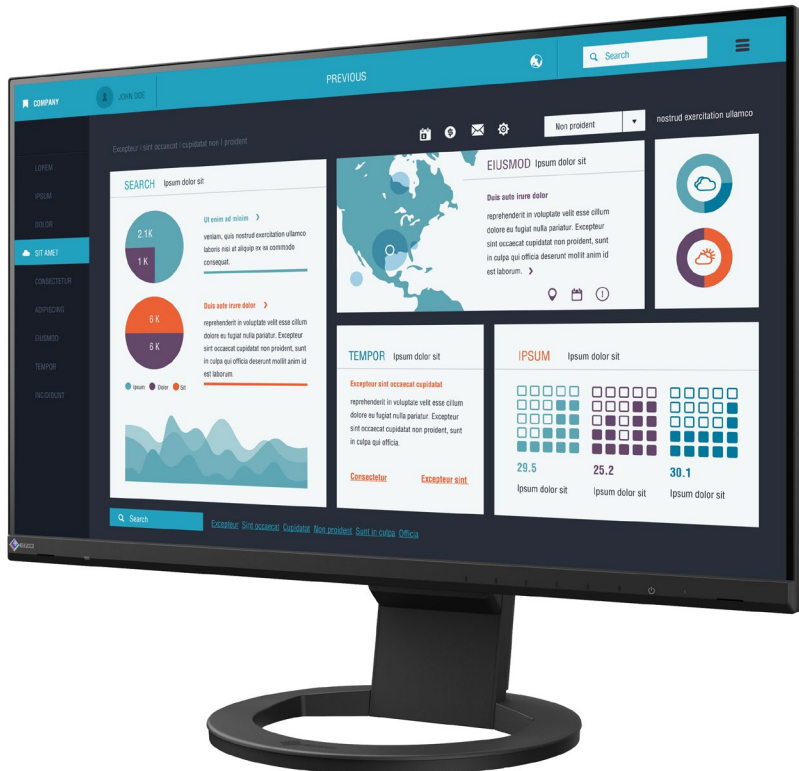 COMPANY
JOHN DOE
PREVIOUS
Search
Excepteur | sint occaecat | cupidatat non | proident
Non proident
nostrud exercitation ullamco
LOREM
IPSUM
DOLOR
SIT AMET
CONSECTETUR
ADIPISCING
EIUSMOD
TEMPOR
INCIDIDUNT
SEARCH Ipsum dolor sit
2.1K
1 K
Ut enim ad minim
veniam, quis nostrud exercitation ullamco
laboris nisi ut aliquip ex ea commodo
consequat.
6 K
6 K
Duis aute irure dolor
reprehenderit in voluptate velit esse cillum
dolore eu fugiat nulla pariatur. Excepteur
sint occaecat cupidatat non proident, sunt
in culpa qui officia deserunt mollit anim id
est laborum.
Ipsum Dolor Sit
EIUSMOD Ipsum dolor sit
Duis aute irure dolor
reprehenderit in voluptate velit esse cillum
dolore eu fugiat nulla pariatur. Excepteur
sint occaecat cupidatat non proident, sunt
in culpa qui officia deserunt mollit anim id
est laborum.
TEMPOR Ipsum dolor sit
Excepteur sint occaecat cupidatat
reprehenderit in voluptate velit esse cillum
dolore eu fugiat nulla pariatur. Excepteur
sint occaecat cupidatat non proident, sunt
in culpa qui officia.
Consectetur Excepteur sint
IPSUM Ipsum dolor sit
29.5 25.2 30.1
Ipsum dolor sit Ipsum dolor sit Ipsum dolor sit
Search
Excepteur Sint occaecat Cupidatat Non proident Sunt in culpa Officia
EIZO